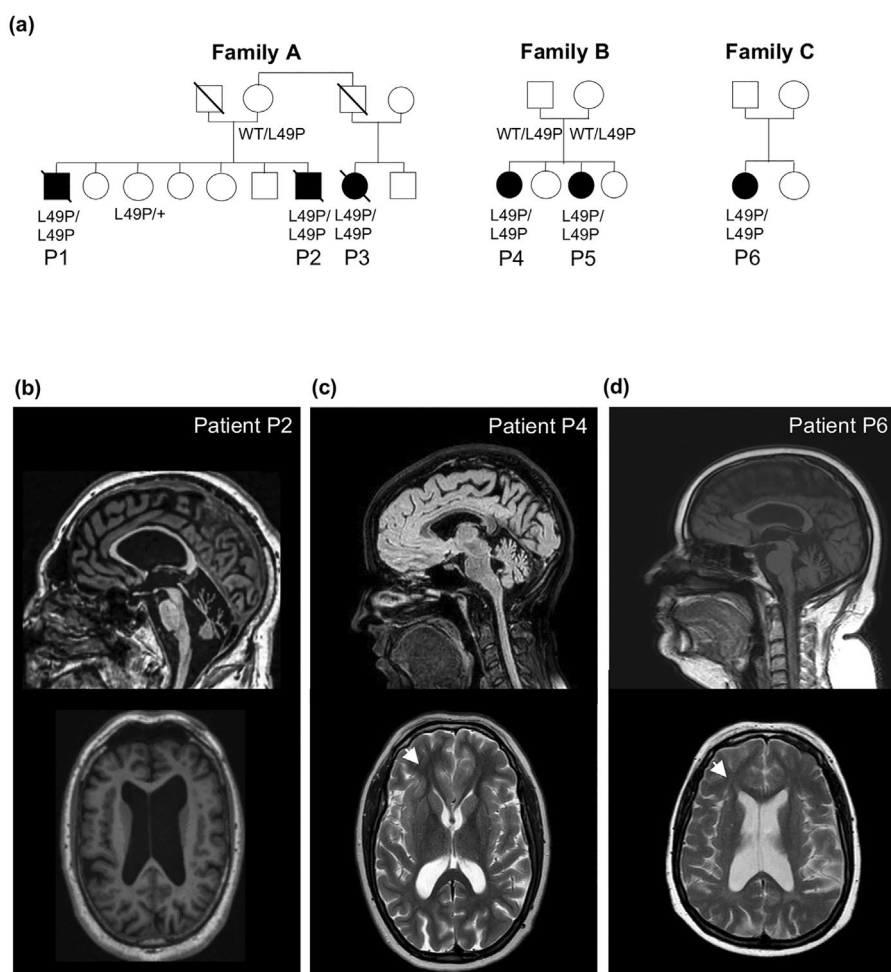 (a)
Family A
Family B
Family C
WT/L49P
WT/L49P
WT/L49P
L49P/
L49P
L49P/+
L49P/
L49P
L49P/
L49P
L49P/
L49P
L49P/
L49P
L49P/
L49P
P1
P2
P3
P4
P5
P6
(b)
(c)
(d)
Patient P2
Patient P4
Patient P6